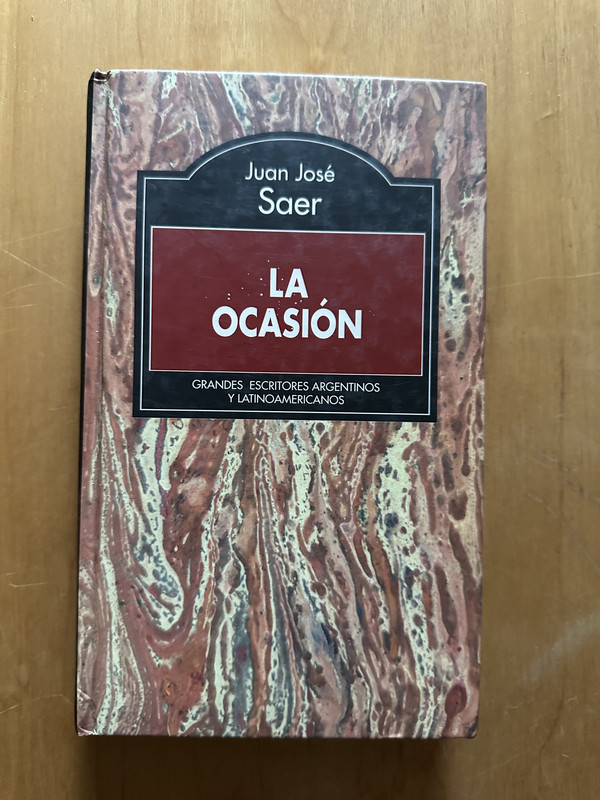 Juan José
Saer
LA
OCASIÓN
GRANDES ESCRITORES ARGENTINOS
Y LATINOAMERICANOS